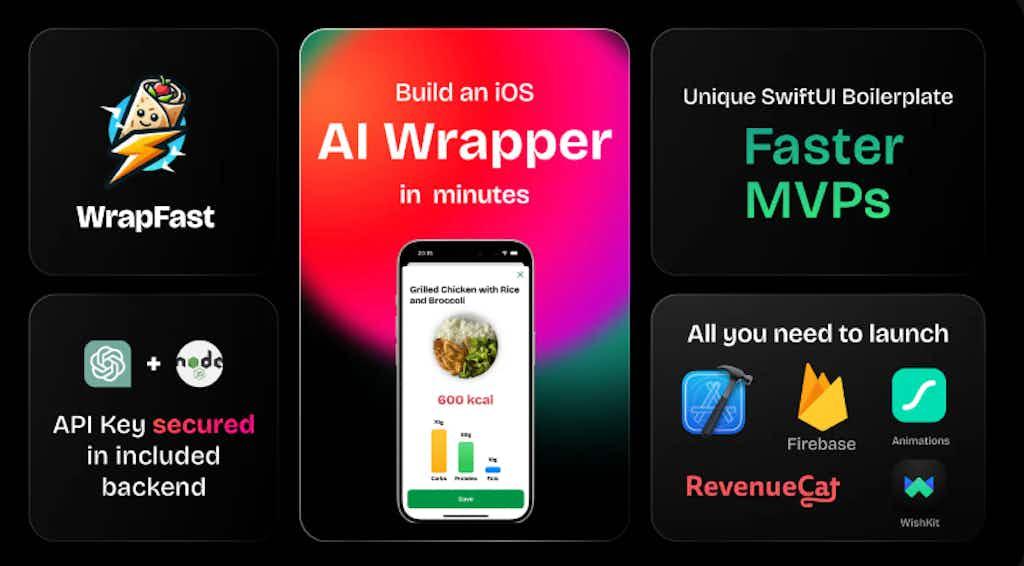 WrapFast
Build an iOS
AI Wrapper
in minutes
20:15
Grilled Chicken with Rice
and Broccoli
600 kcal
Carbs
Proteins
Fats
Save
Unique SwiftUI Boilerplate
Faster
MVPs
node
API Key secured
in included
backend
All you need to launch
Firebase
Animations
RevenueCat
WishKit